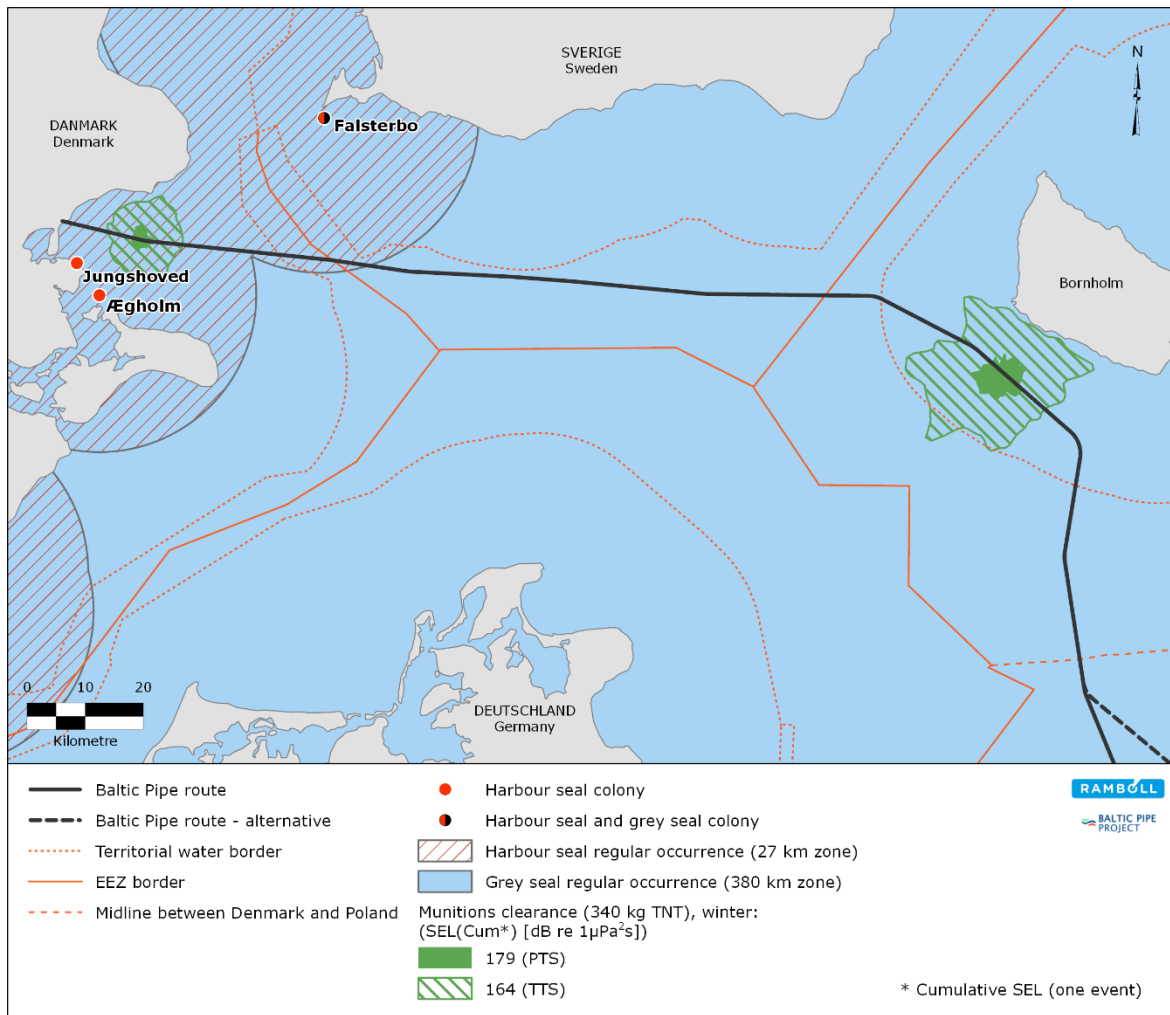 SVERIGE
Sweden
N
DANMARK
Denmark
Falsterbo
Jungshoved
Ægholm
Bornholm
0 10 20
Kilometre
DEUTSCHLAND
Germany
Baltic Pipe route
Baltic Pipe route - alternative
Territorial water border
EEZ border
Midline between Denmark and Poland
Harbour seal colony
Harbour seal and grey seal colony
Harbour seal regular occurrence (27 km zone)
Grey seal regular occurrence (380 km zone)
Munitions clearance (340 kg TNT), winter:
(SEL(Cum*) [dB re 1µPa²s])
179 (PTS)
164 (TTS)
RAMBOLL
BALTIC PIPE
PROJECT
* Cumulative SEL (one event)